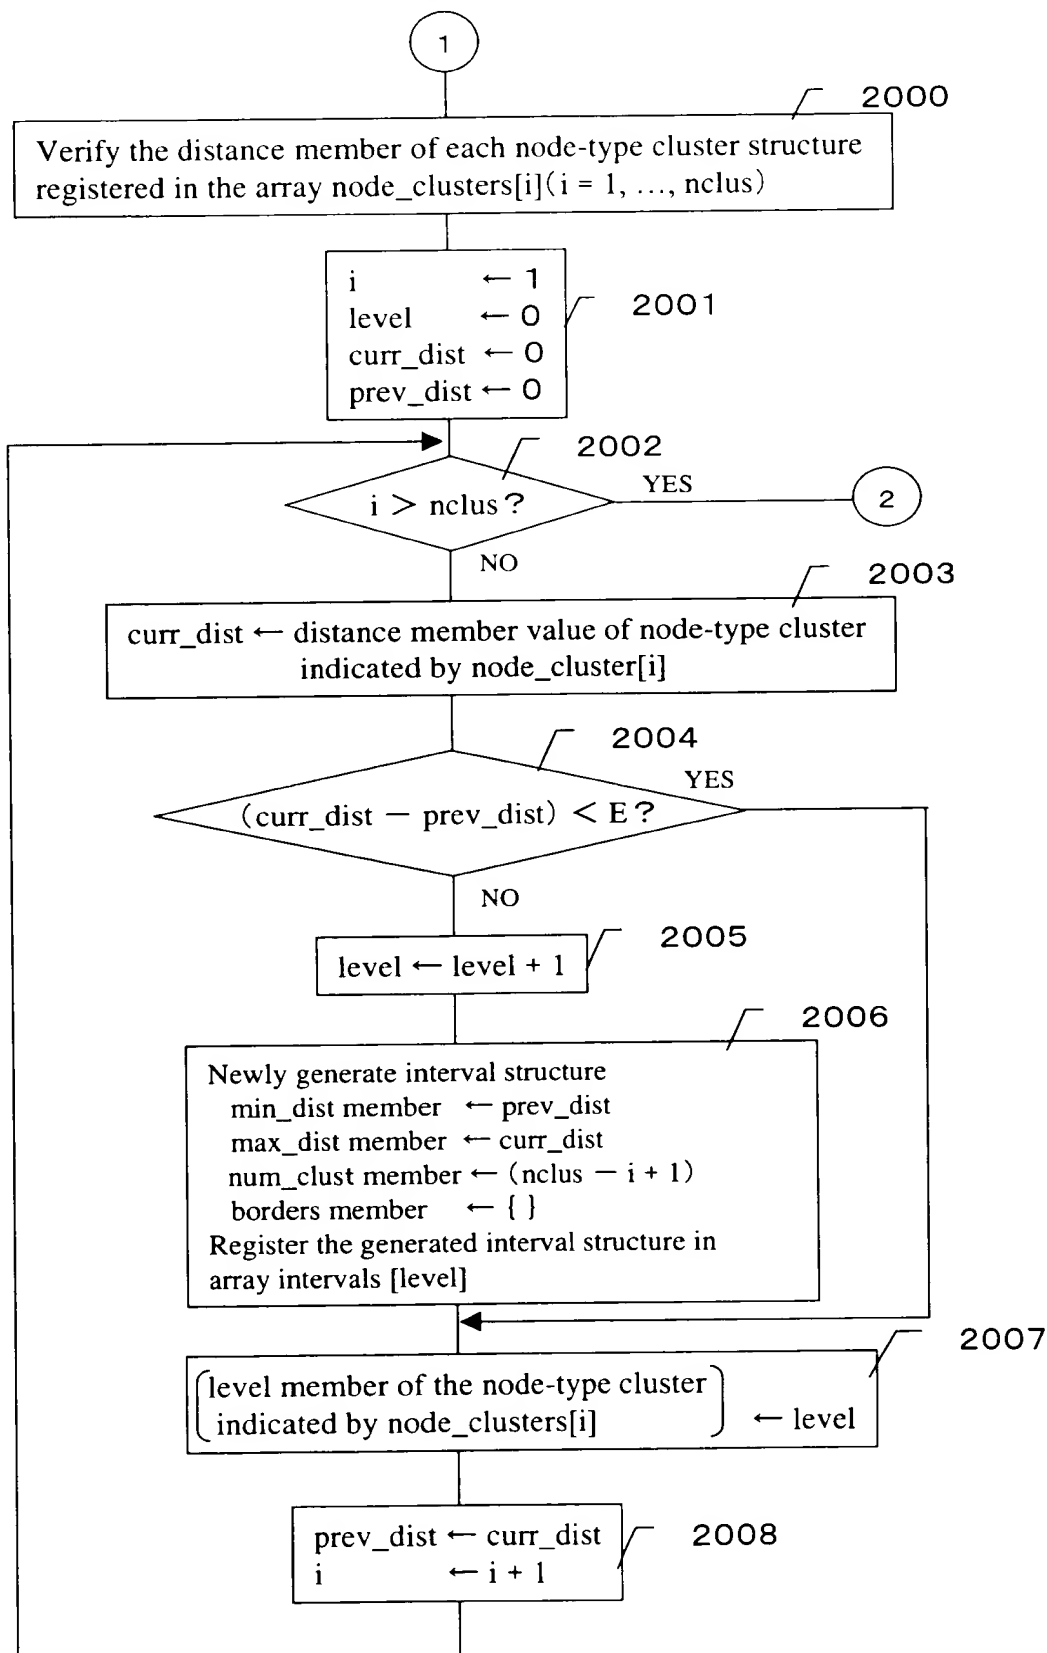 1
2000
Verify the distance member of each node-type cluster structure
registered in the array node_clusters[i](i = 1, ..., nclus)
i ← 1
level ← 0
curr_dist ← 0
prev_dist ← 0
2001
2002
i > nclus?
YES
2
NO
2003
curr_dist ← distance member value of node-type cluster
indicated by node_cluster[i]
2004
(curr_dist − prev_dist) < E?
YES
NO
2005
level ← level + 1
2006
Newly generate interval structure
min_dist member ← prev_dist
max_dist member ← curr_dist
num_clust member ← (nclus − i + 1)
borders member ← { }
Register the generated interval structure in
array intervals [level]
2007
level member of the node-type cluster
indicated by node_clusters[i] ← level
2008
prev_dist ← curr_dist
i ← i + 1